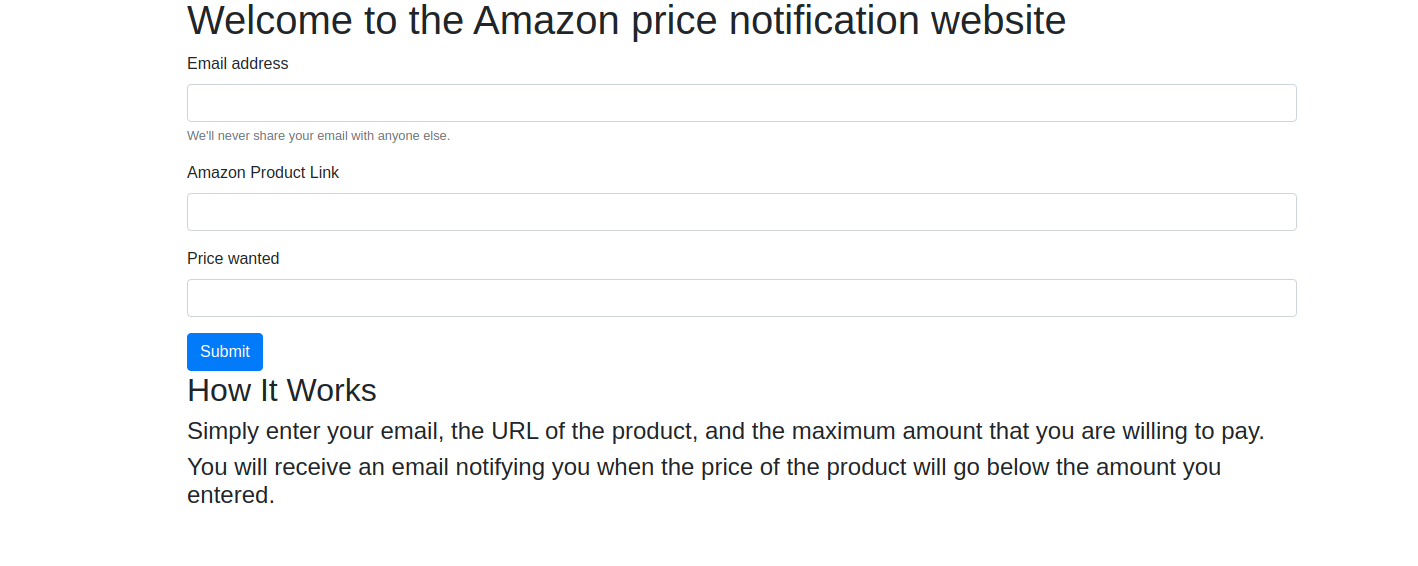 Welcome to the Amazon price notification website
Email address
We'll never share your email with anyone else.
Amazon Product Link
Price wanted
Submit
How It Works
Simply enter your email, the URL of the product, and the maximum amount that you are willing to pay.
You will receive an email notifying you when the price of the product will go below the amount you
entered.